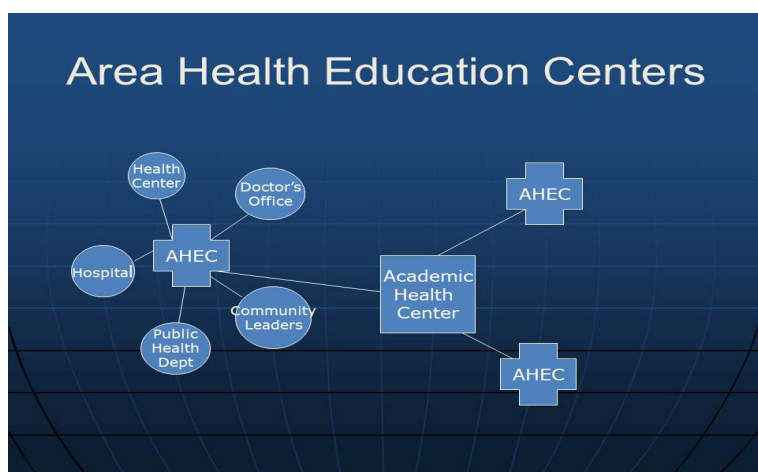 Area Health Education Centers
Health
Center
Doctor's
Office
AHEC
AHEC
Hospital
Academic
Health
Center
Community
Leaders
Public
Health
Dept
AHEC